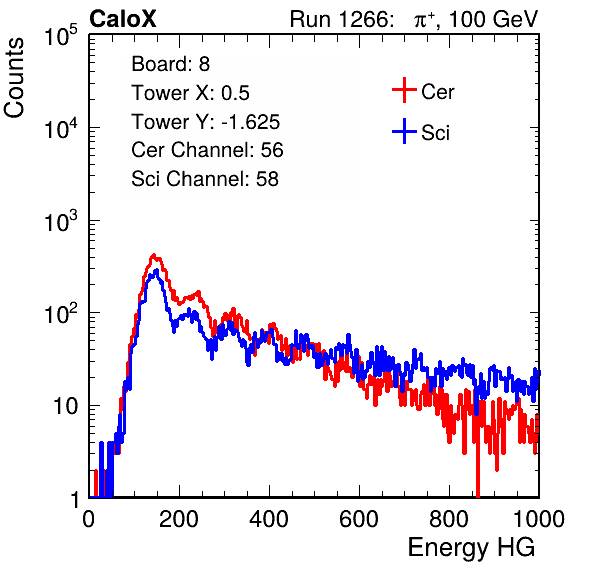 CaloX Run 1266: π⁺, 100 GeV
Counts
10⁵
10⁴
10³
10²
10
1
Board: 8
Tower X: 0.5
Tower Y: -1.625
Cer Channel: 56
Sci Channel: 58
Cer
Sci
0 200 400 600 800 1000
Energy HG